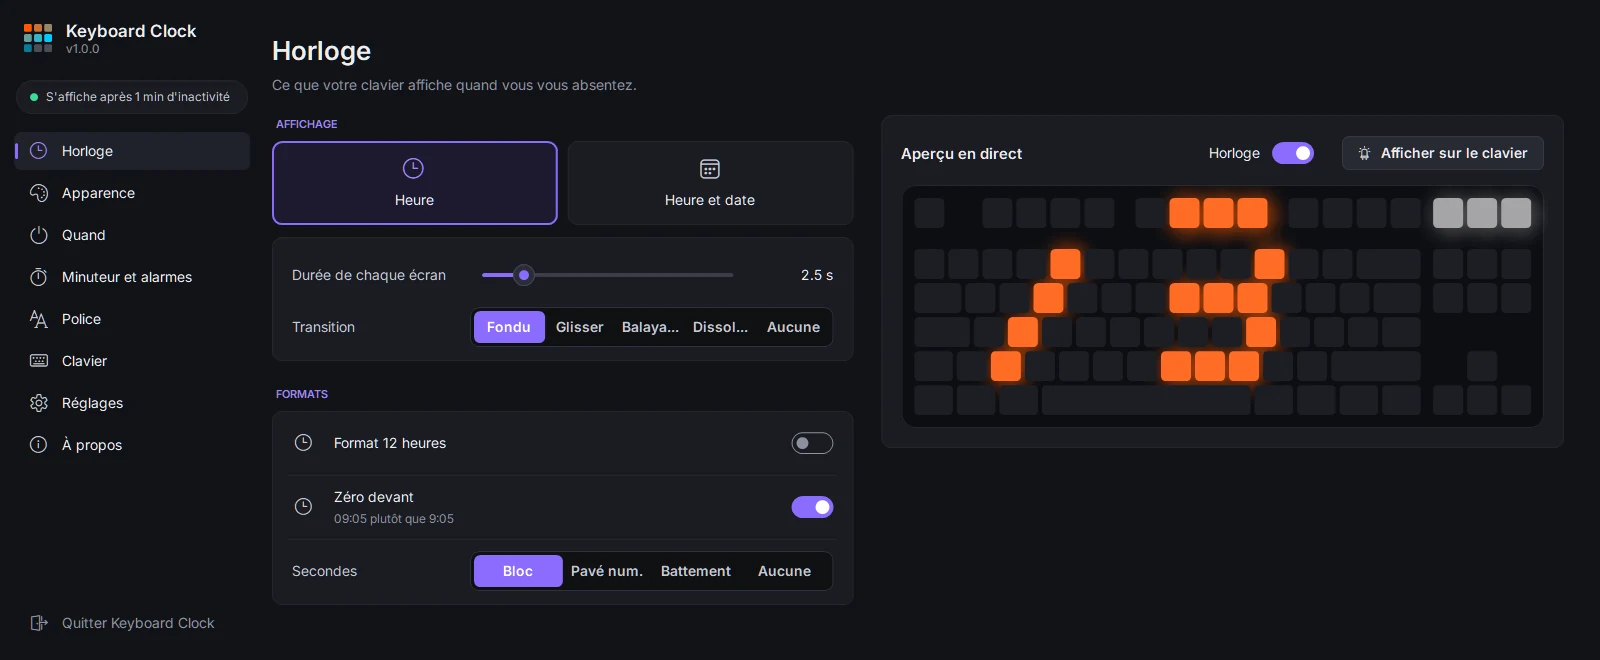 Keyboard Clock
v1.0.0
S'affiche après 1 min d'inactivité
Horloge
Apparence
Quand
Minuteur et alarmes
Police
Clavier
Réglages
À propos
Quitter Keyboard Clock
Horloge
Ce que votre clavier affiche quand vous vous absentez.
AFFICHAGE
Heure
Heure et date
Durée de chaque écran
2.5 s
Transition
Fondu
Glisser
Balaya...
Dissol...
Aucune
FORMATS
Format 12 heures
Zéro devant
09:05 plutôt que 9:05
Secondes
Bloc
Pavé num.
Battement
Aucune
Aperçu en direct
Horloge
Afficher sur le clavier